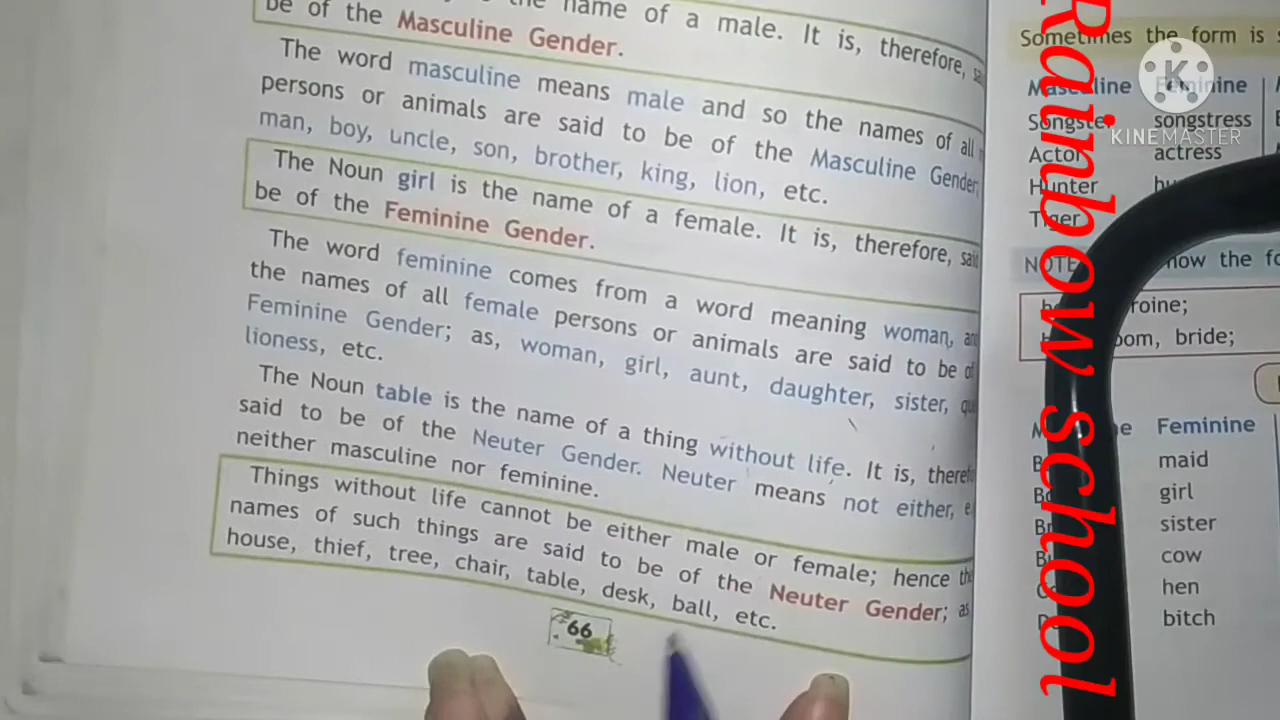 the name of a male. It is, therefore,
be of the Masculine Gender.
The word masculine means male and so the names of all
persons or animals are said to be of the Masculine Gender;
man, boy, uncle, son, brother, king, lion, etc.
The Noun girl is the name of a female. It is, therefore, said
be of the Feminine Gender.
The word feminine comes from a word meaning woman,
the names of all female persons or animals are said to be of
Feminine Gender; as, woman, girl, aunt, daughter, sister,
lioness, etc.
The Noun table is the name of a thing without life. It is,
said to be of the Neuter Gender. Neuter means not either,
neither masculine nor feminine.
Things without life cannot be either male or female; hence
names of such things are said to be of the Neuter Gender; as
house, thief, tree, chair, table, desk, ball, etc.
66
Sometimes the form is
Masculine Feminine
songstress
Actor actress
Hunter
Tiger
NOTE the
bride;
Feminine
maid
girl
sister
cow
hen
bitch
Rainbow school
K
KINEMASTER